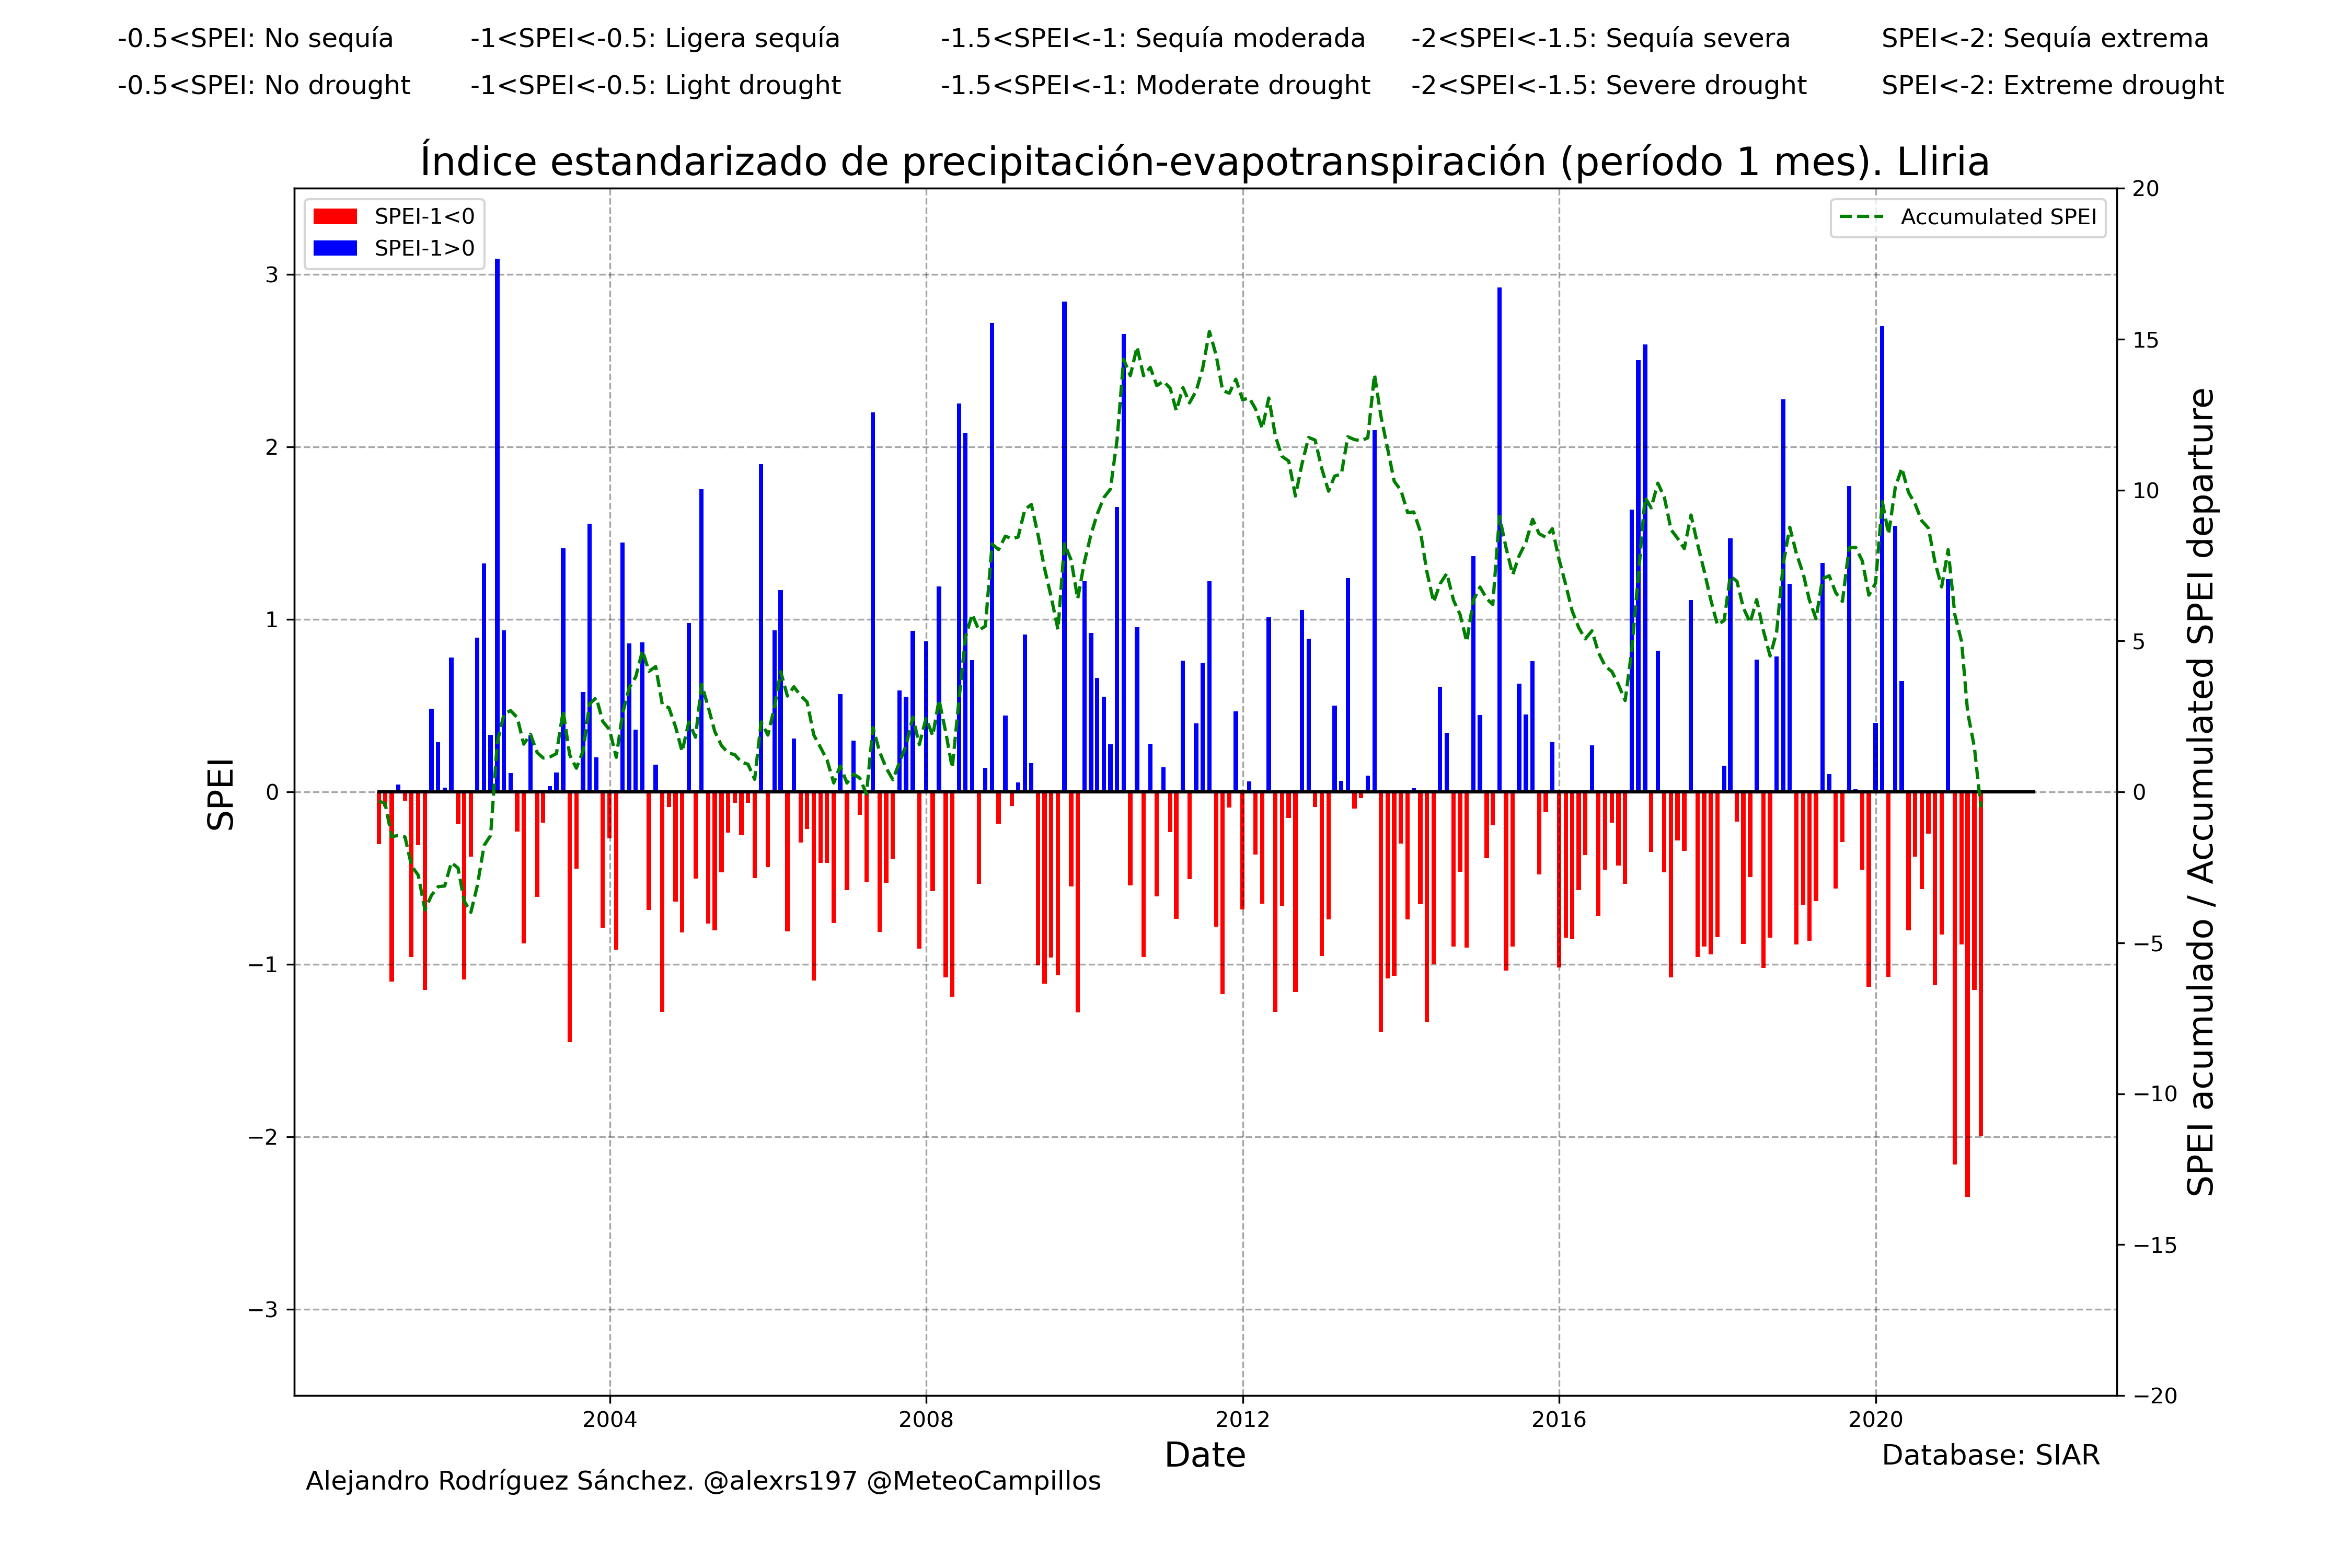 -0.5<SPEI: No sequía -1<SPEI<-0.5: Ligera sequía -1.5<SPEI<-1: Sequía moderada -2<SPEI<-1.5: Sequía severa SPEI<-2: Sequía extrema
-0.5<SPEI: No drought -1<SPEI<-0.5: Light drought -1.5<SPEI<-1: Moderate drought -2<SPEI<-1.5: Severe drought SPEI<-2: Extreme drought
Índice estandarizado de precipitación-evapotranspiración (período 1 mes). Lliria
SPEI-1<0
SPEI-1>0
Accumulated SPEI
SPEI
3
2
1
0
−1
−2
−3
20
15
10
5
0
−5
−10
−15
−20
SPEI acumulado / Accumulated SPEI departure
2004 2008 2012 2016 2020
Date
Database: SIAR
Alejandro Rodríguez Sánchez. @alexrs197 @MeteoCampillos